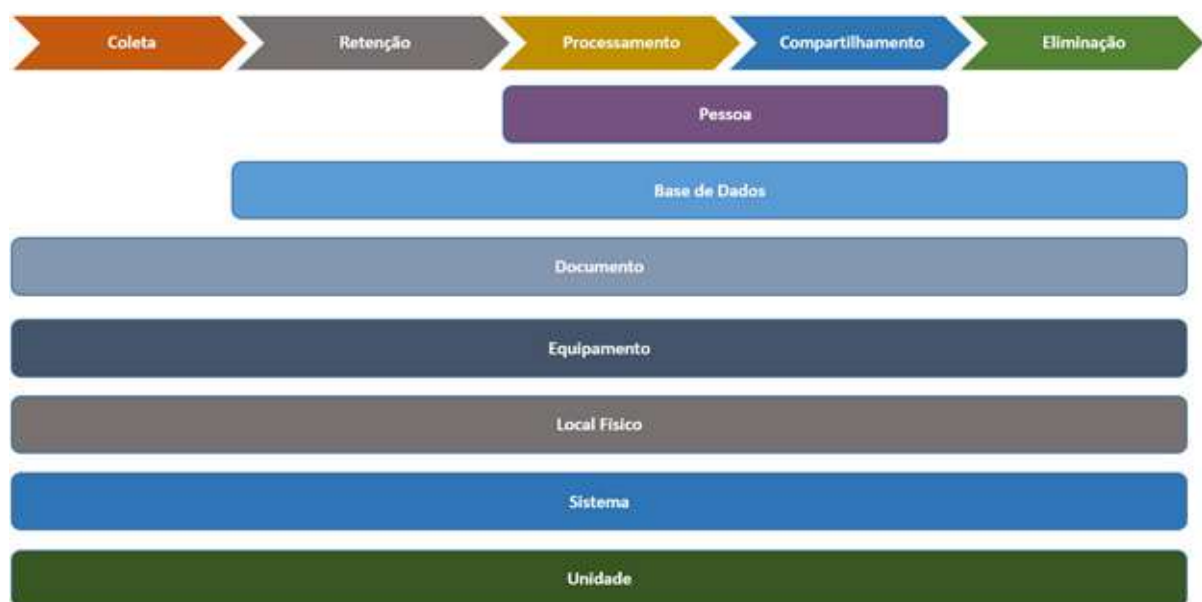 Coleta Retenção Processamento Compartilhamento Eliminação
Pessoa
Base de Dados
Documento
Equipamento
Local Físico
Sistema
Unidade